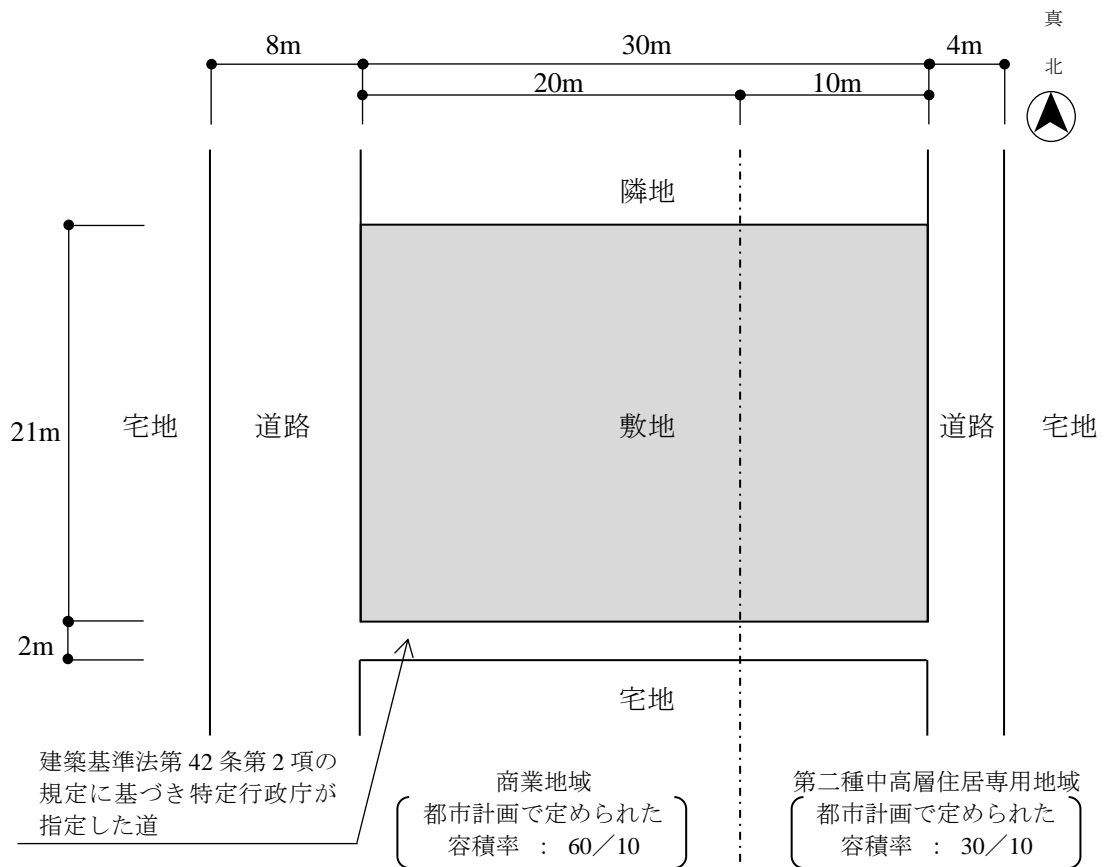 真
北
8m
30m
4m
20m
10m
隣地
21m
宅地
道路
敷地
道路
宅地
2m
宅地
建築基準法第 42 条第 2 項の
規定に基づき特定行政庁が
指定した道
商業地域
都市計画で定められた
容積率 : 60/10
第二種中高層住居専用地域
都市計画で定められた
容積率 : 30/10